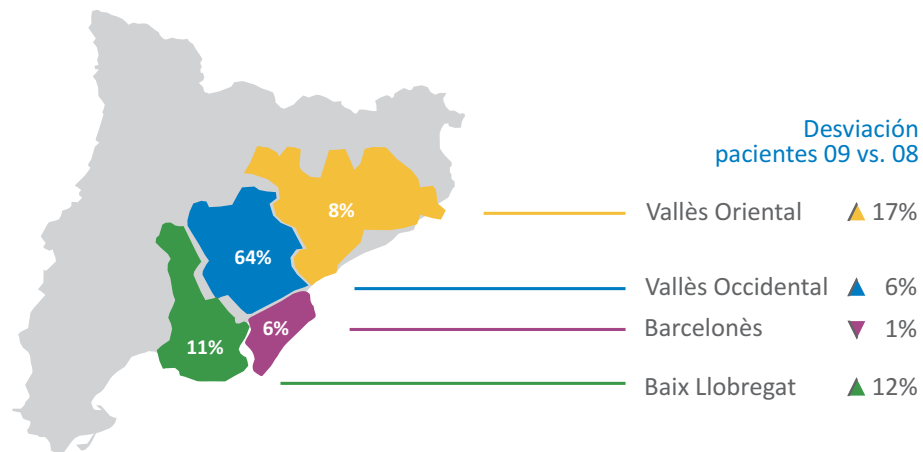 Desviación
pacientes 09 vs. 08
8%
Vallès Oriental ▲ 17%
64%
Vallès Occidental ▲ 6%
6%
Barcelonès ▼ 1%
11%
Baix Llobregat ▲ 12%